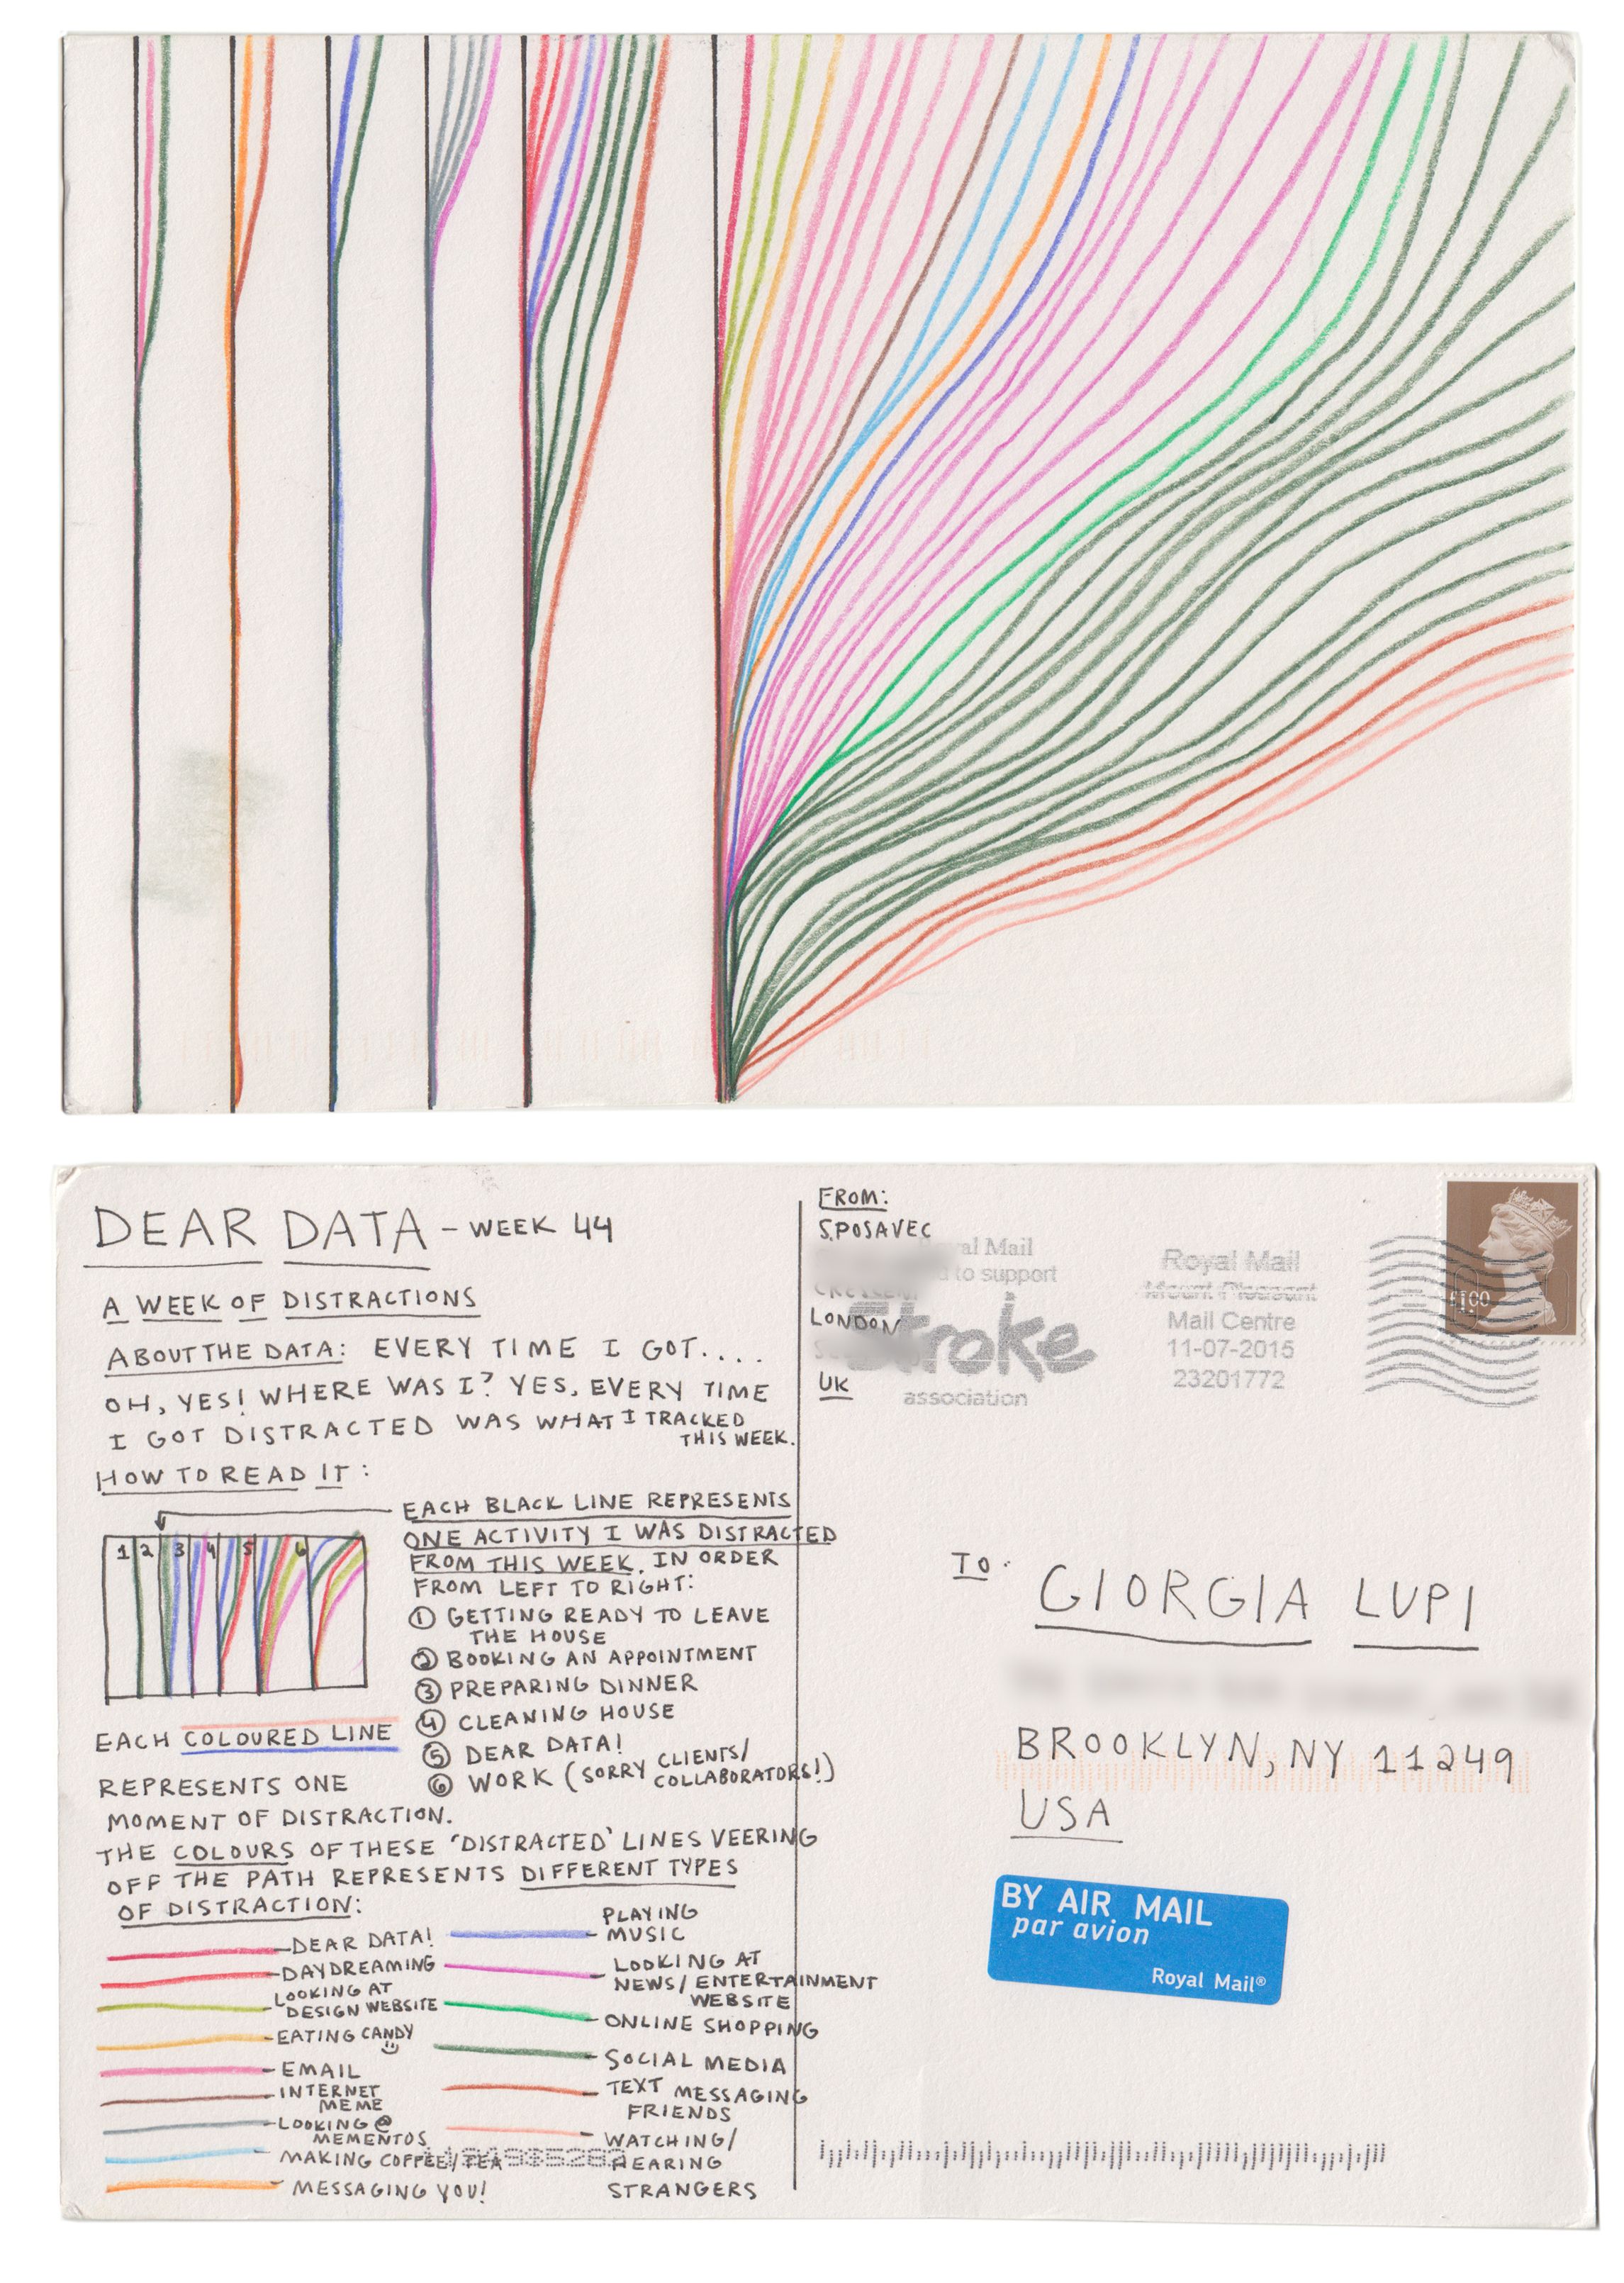 DEAR DATA - WEEK 44
A WEEK OF DISTRACTIONS
ABOUT THE DATA: EVERY TIME I GOT....
OH, YES! WHERE WAS I? YES, EVERY TIME
I GOT DISTRACTED WAS WHAT I TRACKED
THIS WEEK.
HOW TO READ IT:
EACH BLACK LINE REPRESENTS
ONE ACTIVITY I WAS DISTRACTED
FROM THIS WEEK, IN ORDER
FROM LEFT TO RIGHT:
1 2 3 4 5 6
① GETTING READY TO LEAVE
THE HOUSE
② BOOKING AN APPOINTMENT
③ PREPARING DINNER
④ CLEANING HOUSE
⑤ DEAR DATA!
⑥ WORK (SORRY CLIENTS/
COLLABORATORS!)
EACH COLOURED LINE
REPRESENTS ONE
MOMENT OF DISTRACTION.
THE COLOURS OF THESE 'DISTRACTED' LINES VEERING
OFF THE PATH REPRESENTS DIFFERENT TYPES
OF DISTRACTION:
DEAR DATA!
DAYDREAMING
LOOKING AT
DESIGN WEBSITE
EATING CANDY
EMAIL
INTERNET
MEME
LOOKING @
MEMENTOS
MAKING COFFEE/TEA
MESSAGING YOU!
PLAYING
MUSIC
LOOKING AT
NEWS/ENTERTAINMENT
WEBSITE
ONLINE SHOPPING
SOCIAL MEDIA
TEXT MESSAGING
FRIENDS
WATCHING/
HEARING
STRANGERS
FROM:
S.POSAVEC
LONDON
UK
Mail
to support
Stroke
association
Royal Mail
Mount Pleasant
Mail Centre
11-07-2015
23201772
£1.00
TO:
GIORGIA LUPI
BROOKLYN, NY 11249
USA
BY AIR MAIL
par avion
Royal Mail®